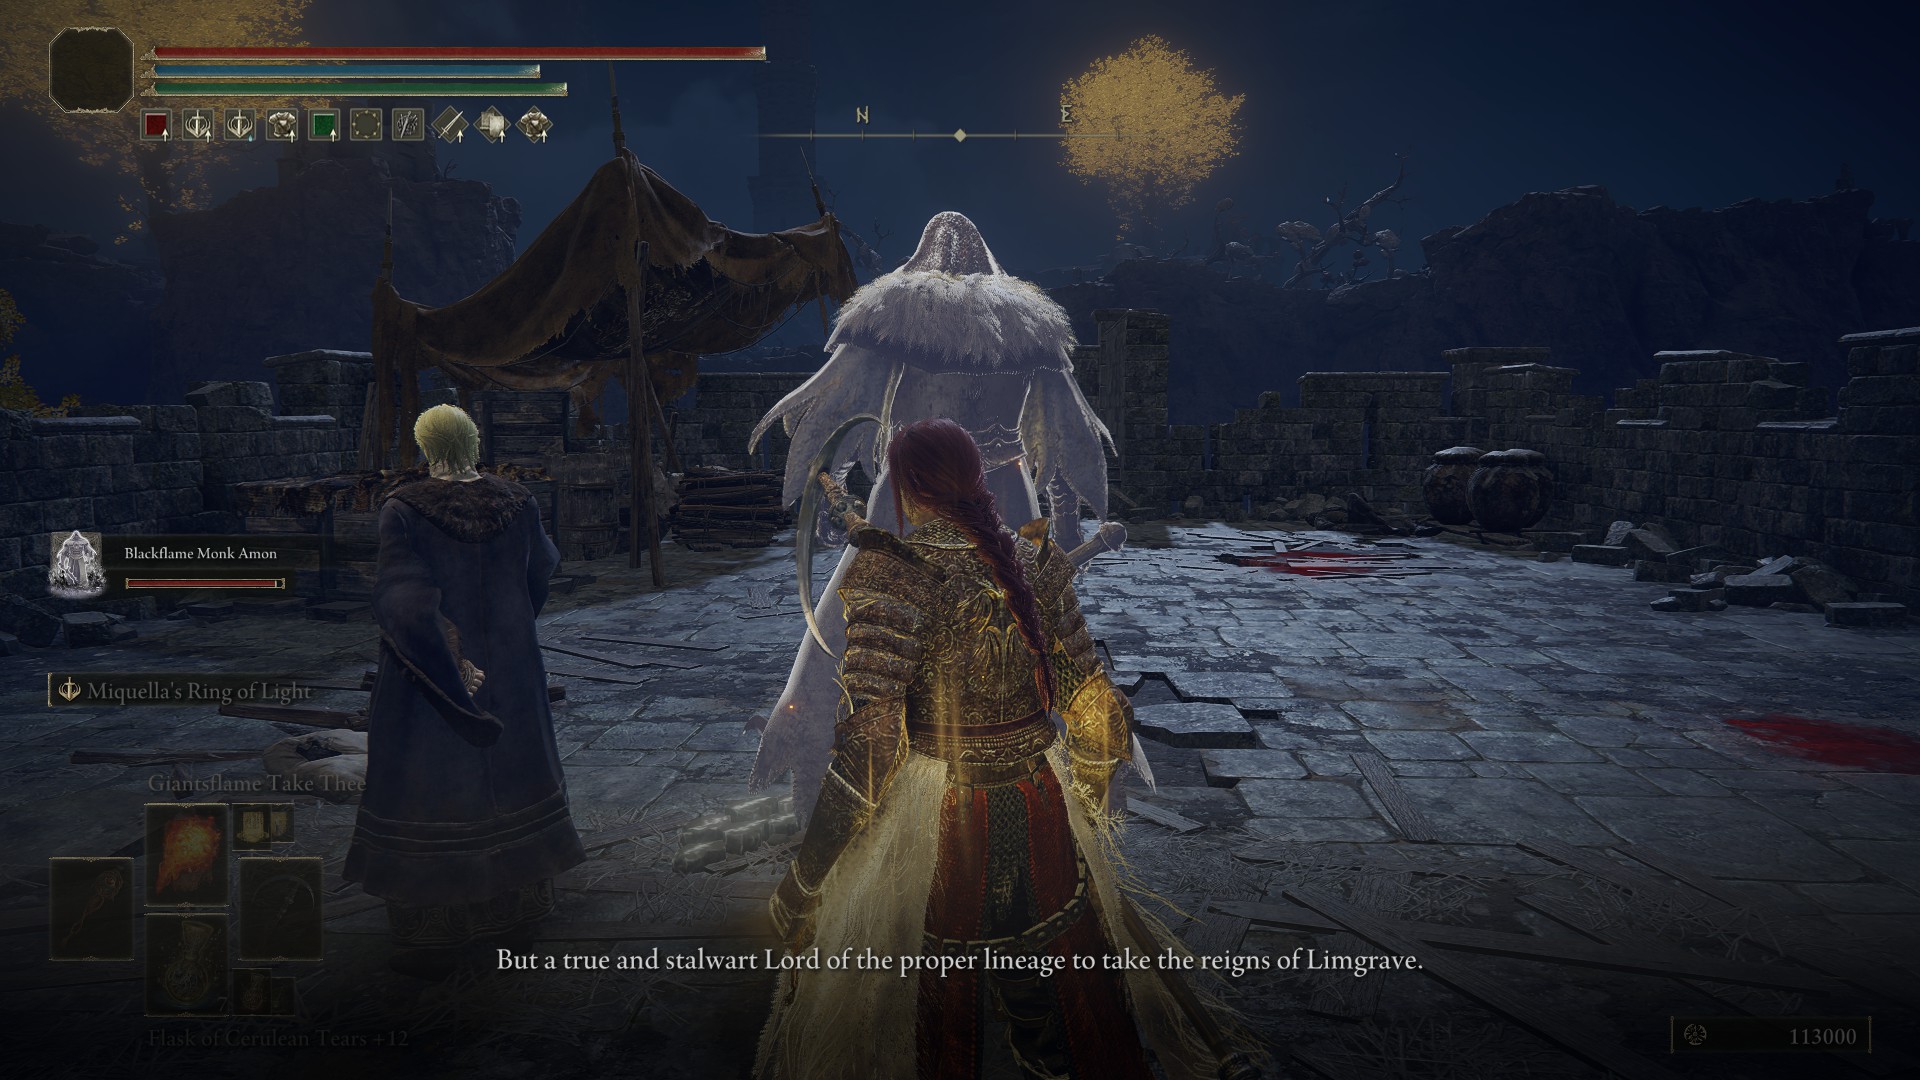 N
E
Blackflame Monk Amon
Miquella's Ring of Light
Giantsflame Take Thee
7
But a true and stalwart Lord of the proper lineage to take the reigns of Limgrave.
Flask of Cerulean Tears +12
113000